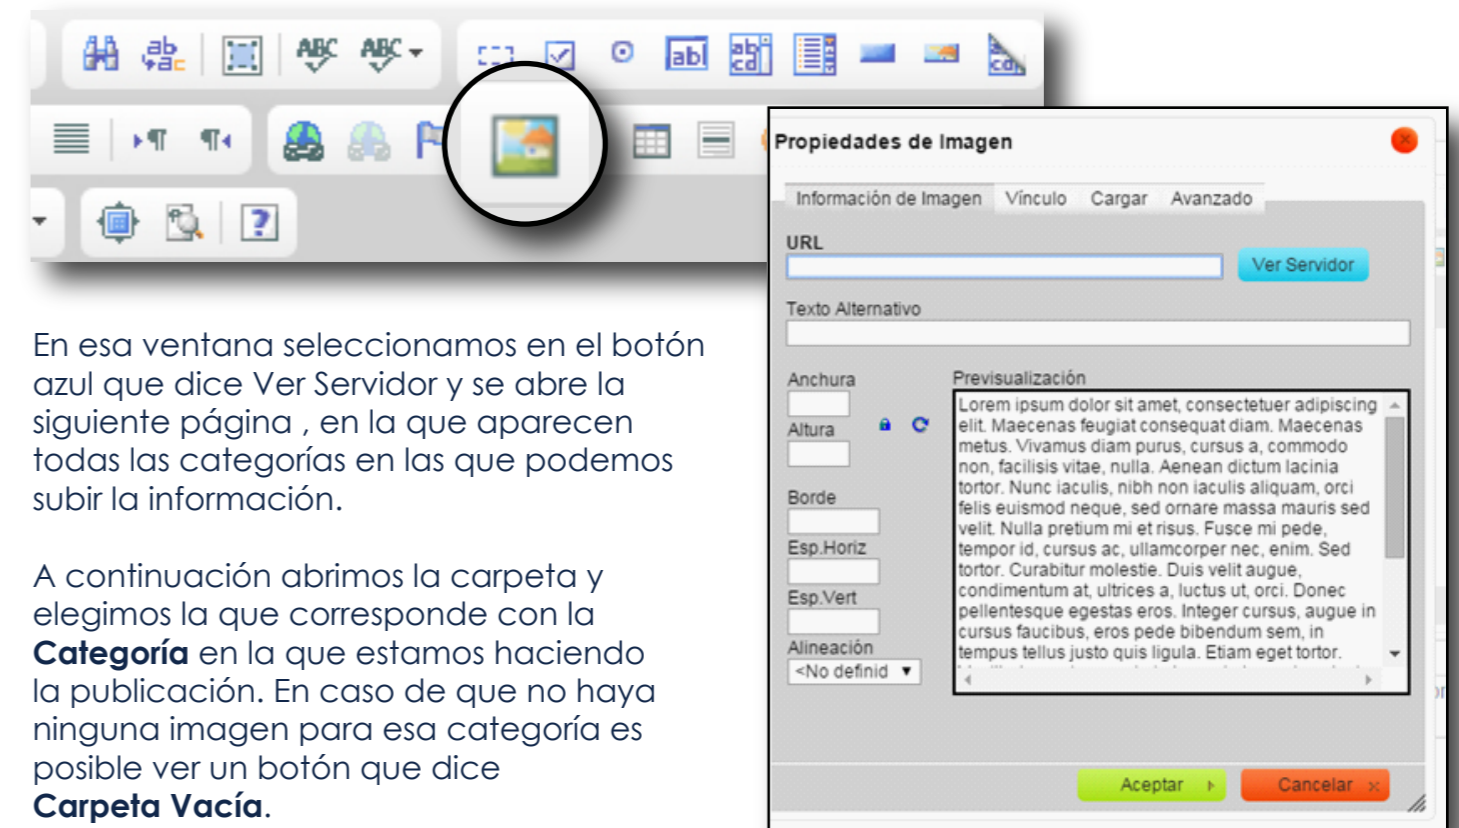 ab
ac
ABC
ABC
abl
ab
cd
cd
En esa ventana seleccionamos en el botón
azul que dice Ver Servidor y se abre la
siguiente página , en la que aparecen
todas las categorías en las que podemos
subir la información.
A continuación abrimos la carpeta y
elegimos la que corresponde con la
Categoría en la que estamos haciendo
la publicación. En caso de que no haya
ninguna imagen para esa categoría es
posible ver un botón que dice
Carpeta Vacía.
Propiedades de Imagen
Información de Imagen Vínculo Cargar Avanzado
URL
Ver Servidor
Texto Alternativo
Anchura
Altura
Borde
Esp.Horiz
Esp.Vert
Alineación
<No definid
Previsualización
Lorem ipsum dolor sit amet, consectetuer adipiscing
elit. Maecenas feugiat consequat diam. Maecenas
metus. Vivamus diam purus, cursus a, commodo
non, facilisis vitae, nulla. Aenean dictum lacinia
tortor. Nunc iaculis, nibh non iaculis aliquam, orci
felis euismod neque, sed ornare massa mauris sed
velit. Nulla pretium mi et risus. Fusce mi pede,
tempor id, cursus ac, ullamcorper nec, enim. Sed
tortor. Curabitur molestie. Duis velit augue,
condimentum at, ultrices a, luctus ut, orci. Donec
pellentesque egestas eros. Integer cursus, augue in
cursus faucibus, eros pede bibendum sem, in
tempus tellus justo quis ligula. Etiam eget tortor.
Aceptar
Cancelar